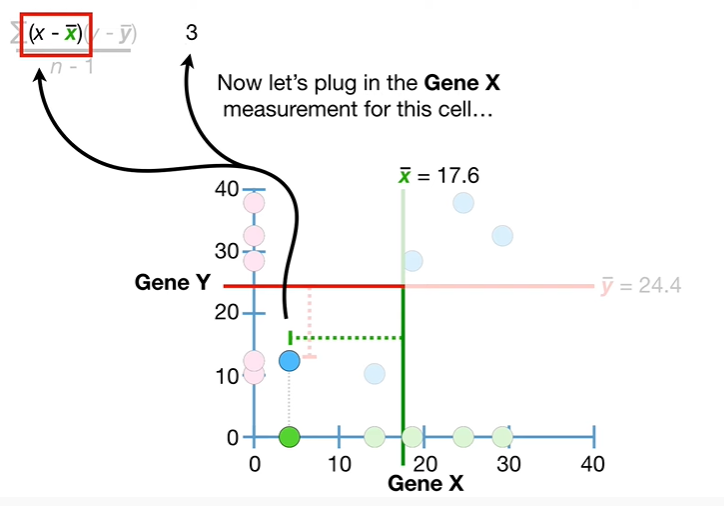 Σ(x - x̄)(y - ȳ)
n - 1
3
Now let's plug in the Gene X
measurement for this cell…
x̄ = 17.6
40
30
Gene Y
ȳ = 24.4
20
10
0
0 10 20 30 40
Gene X